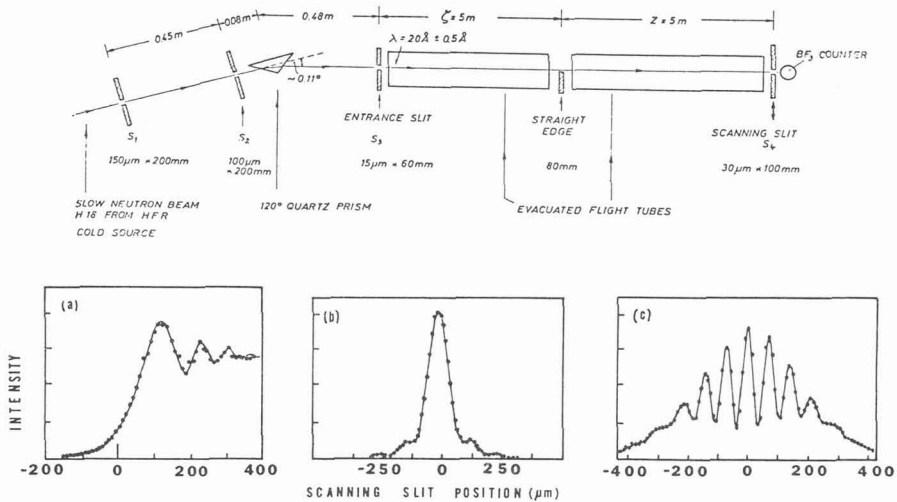 0.45m 0.08m 0.48m ζ = 5m Z = 5m
λ = 20Å ± 0.5Å
BF3 COUNTER
~ 0.11°
ENTRANCE SLIT STRAIGHT EDGE SCANNING SLIT
S1 S2 S3 S4
150μm × 200mm 100μm × 200mm 15μm × 60mm 80mm 30μm × 100mm
SLOW NEUTRON BEAM
H18 FROM HFR
COLD SOURCE
120° QUARTZ PRISM
EVACUATED FLIGHT TUBES
(a) (b) (c)
INTENSITY
-200 0 200 400 -250 0 250 -400 -200 0 200 400
SCANNING SLIT POSITION (μm)